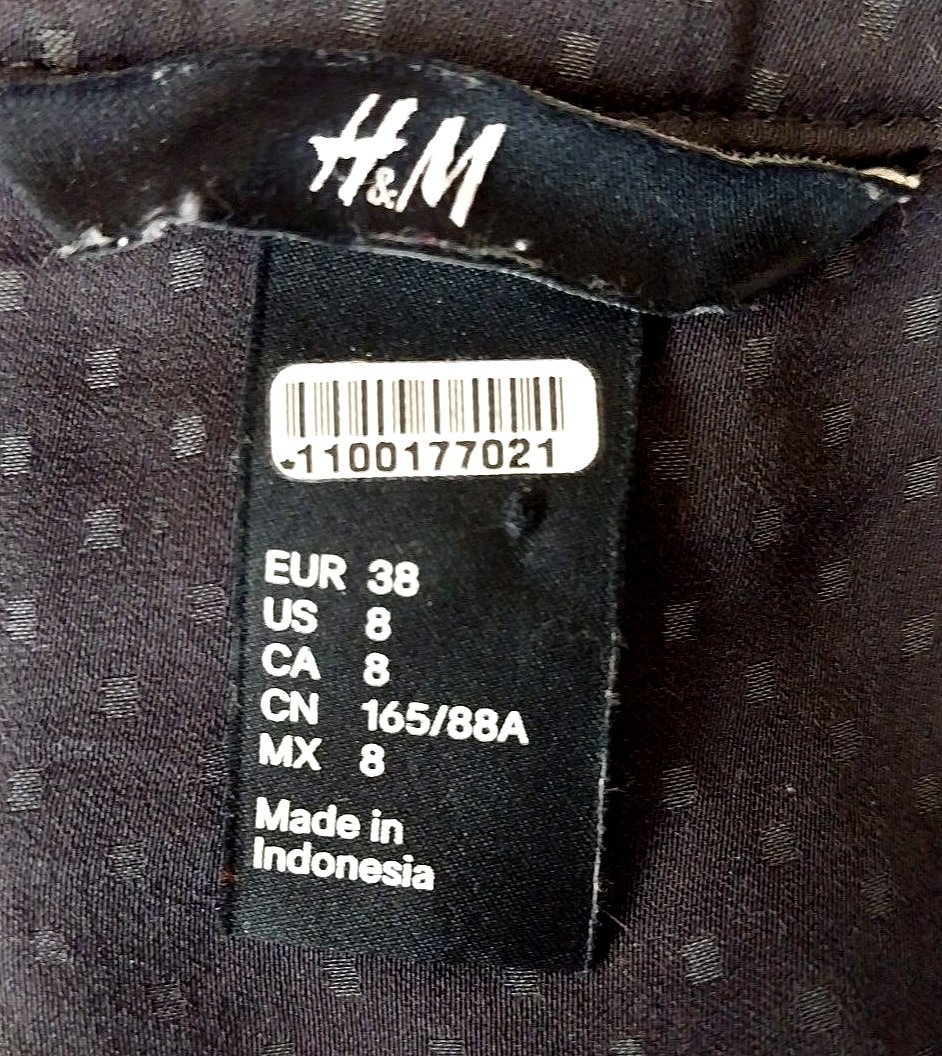 H&M
1100177021
EUR 38
US 8
CA 8
CN 165/88A
MX 8
Made in
Indonesia